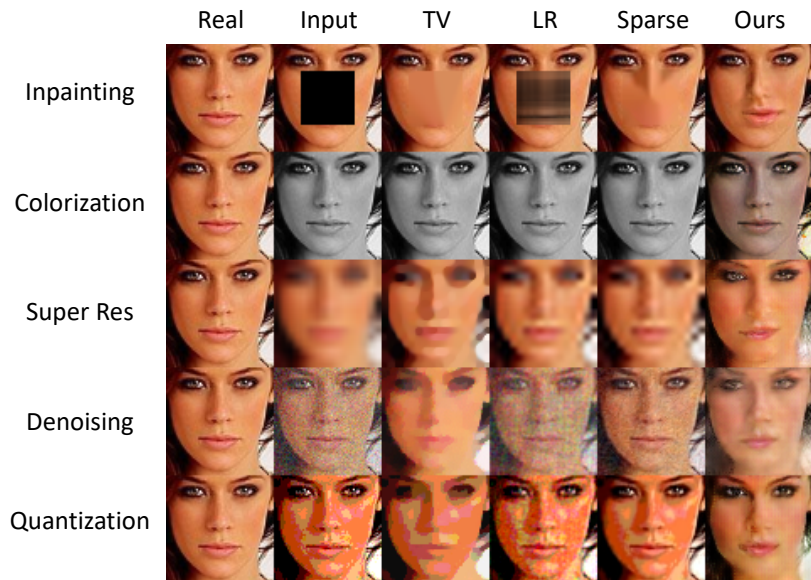 Real Input TV LR Sparse Ours
Inpainting
Colorization
Super Res
Denoising
Quantization